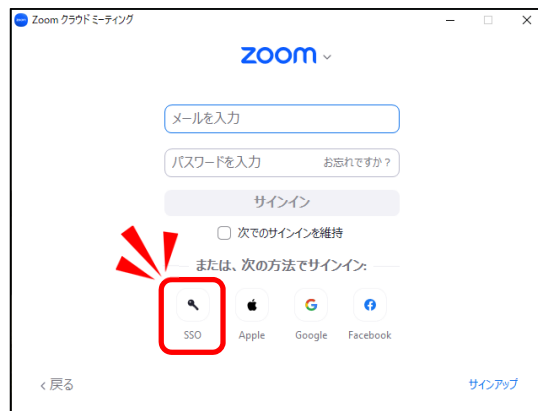 Zoom クラウド ミーティング
zoom
メールを入力
パスワードを入力 お忘れですか?
サインイン
次でのサインインを維持
または、次の方法でサインイン:
SSO Apple Google Facebook
<戻る サインアップ